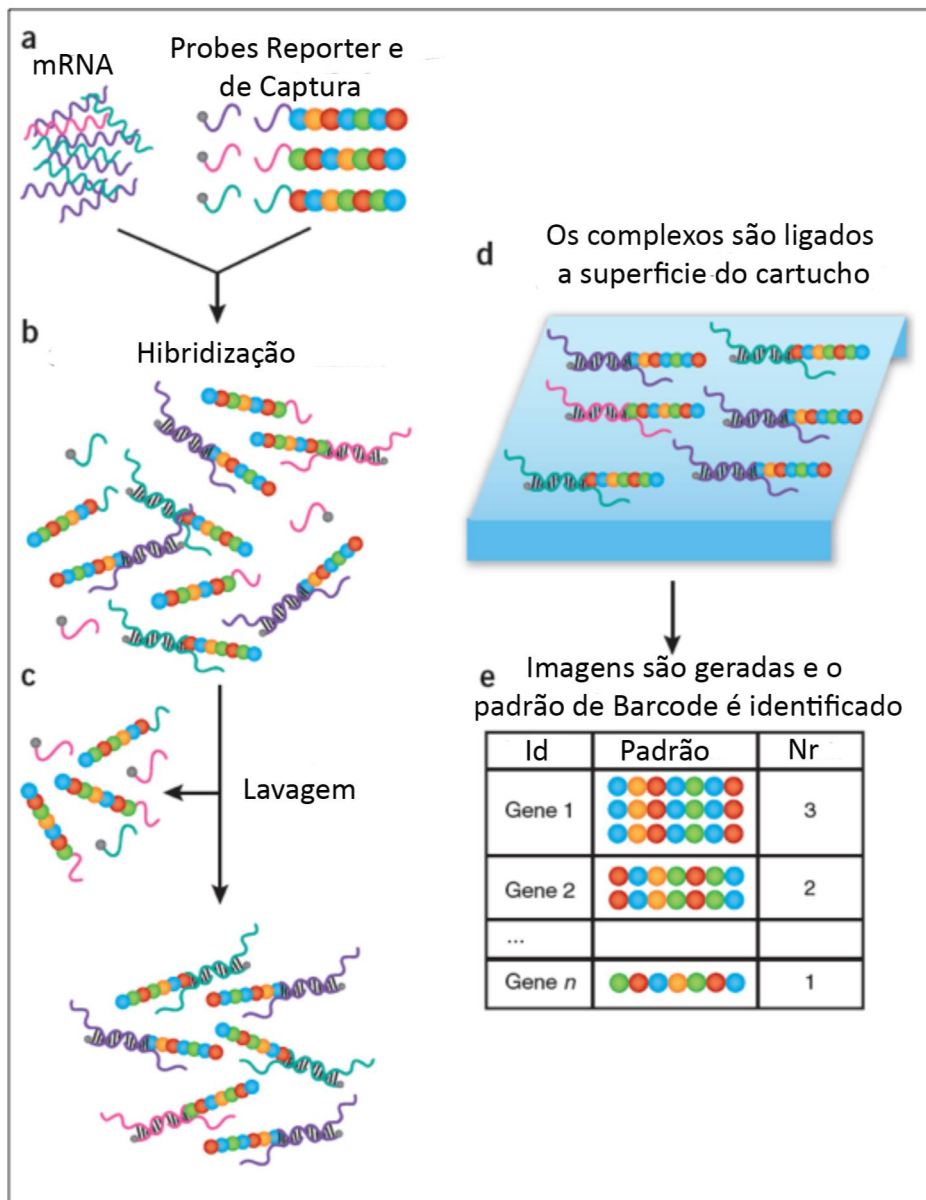 a
mRNA
Probes Reporter e
de Captura
b
Hibridização
c
Lavagem
d
Os complexos são ligados
a superficie do cartucho
e
Imagens são geradas e o
padrão de Barcode é identificado
Id Padrão Nr
Gene 1 3
Gene 2 2
...
Gene n 1